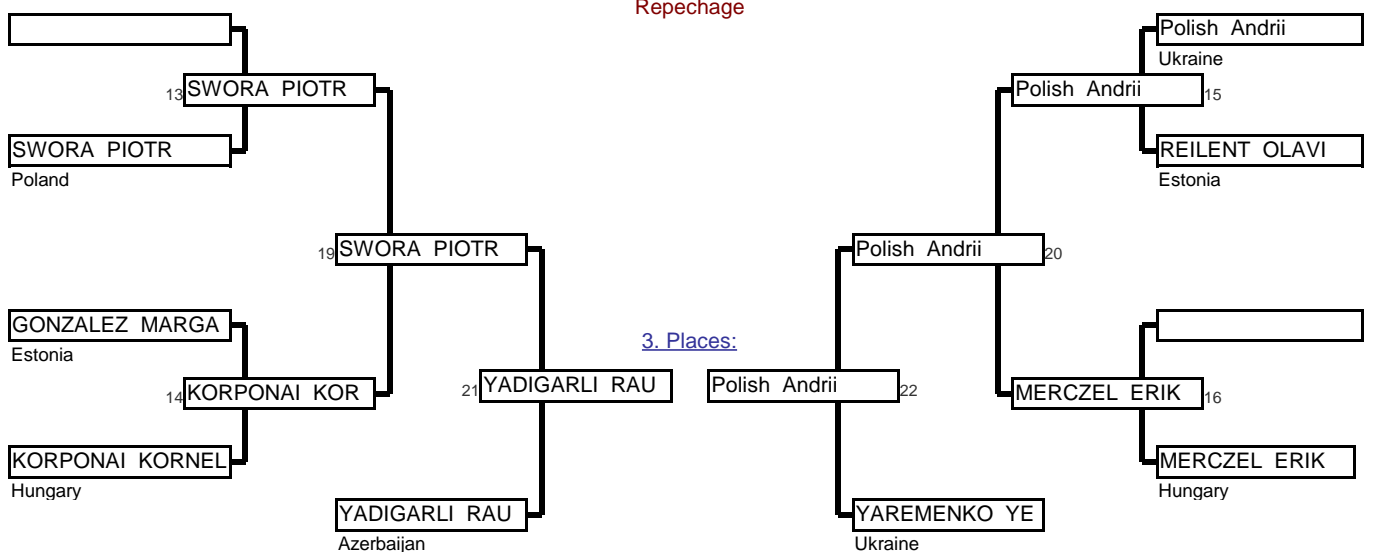 Repechage
Polish Andrii
Ukraine
13 SWORA PIOTR
Polish Andrii 15
SWORA PIOTR
Poland
REILENT OLAVI
Estonia
19 SWORA PIOTR
Polish Andrii 20
GONZALEZ MARGA
Estonia
3. Places:
14 KORPONAI KOR
21 YADIGARLI RAU
Polish Andrii 22
MERCZEL ERIK 16
KORPONAI KORNEL
Hungary
MERCZEL ERIK
Hungary
YADIGARLI RAU
Azerbaijan
YAREMENKO YE
Ukraine